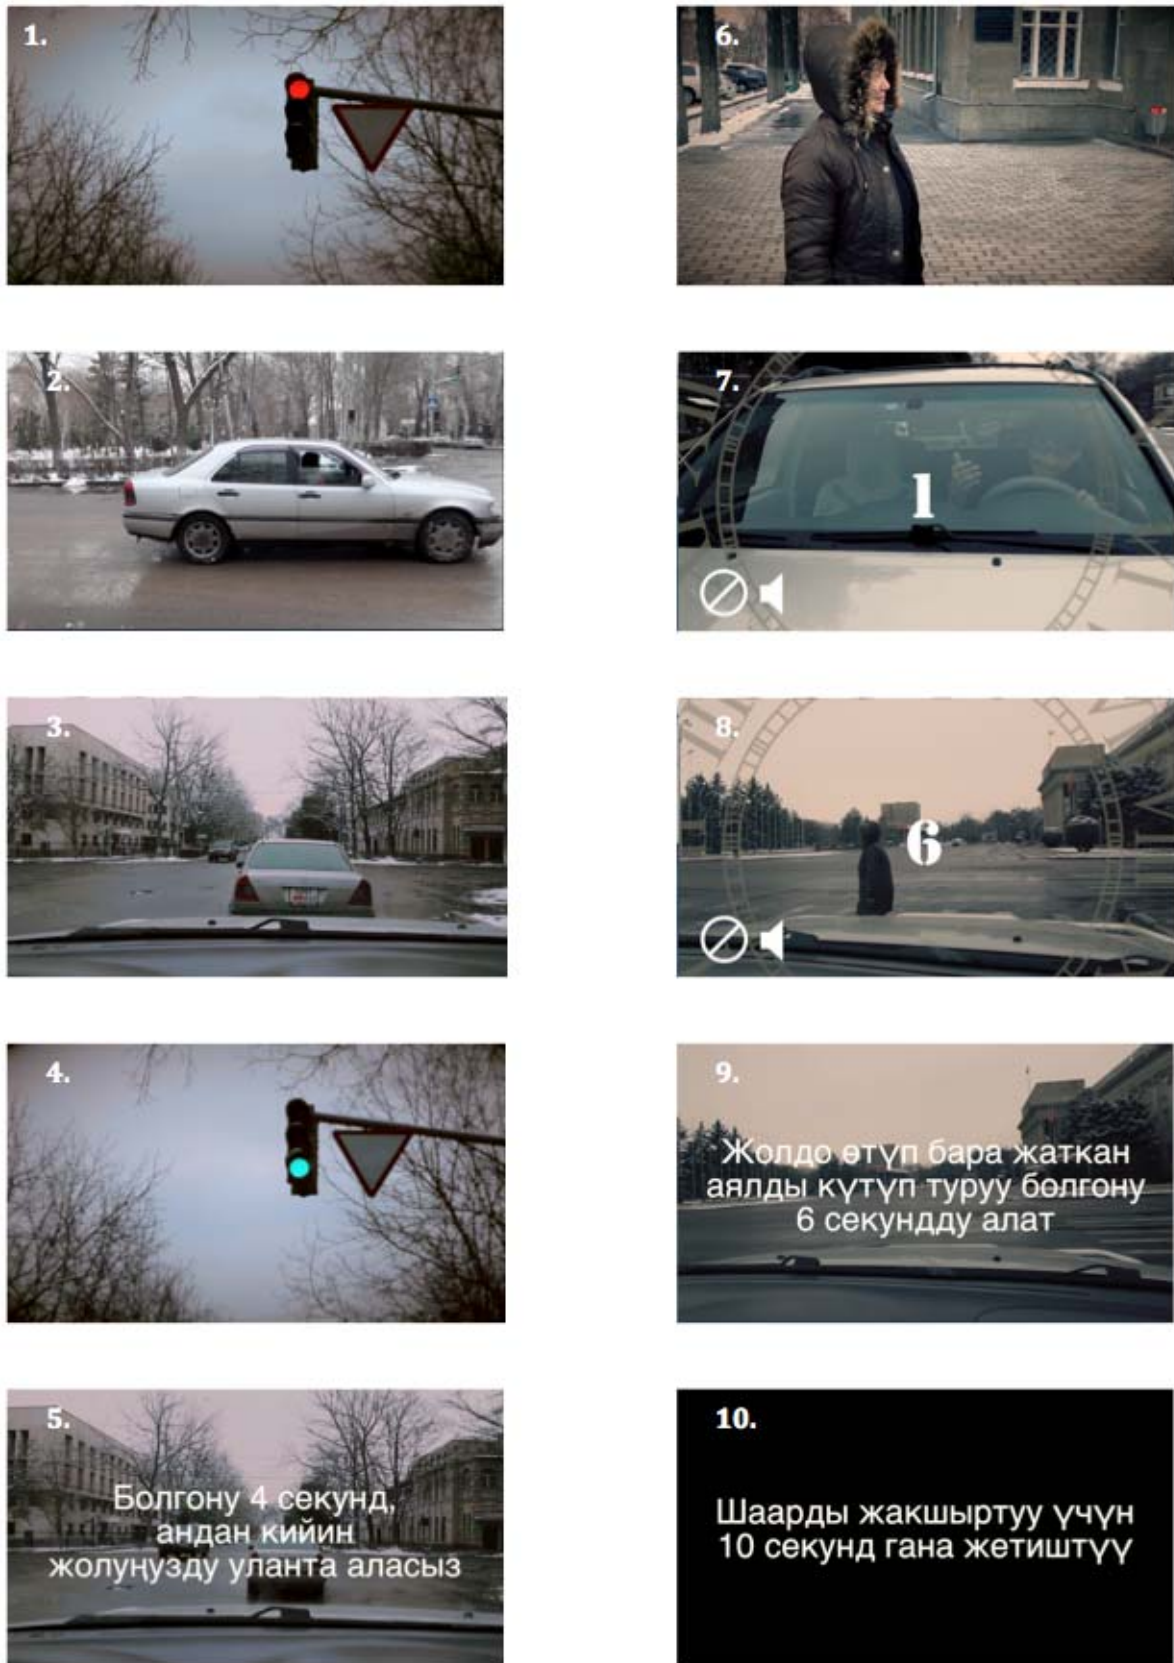 1.
2.
3.
4.
5.
Болгону 4 секунд,
андан кийин
жолуңузду уланта аласыз
6.
7.
1
8.
6
9.
Жолдо өтүп бара жаткан
аялды күтүп туруу болгону
6 секундду алат
10.
Шаарды жакшыртуу үчүн
10 секунд гана жетиштүү